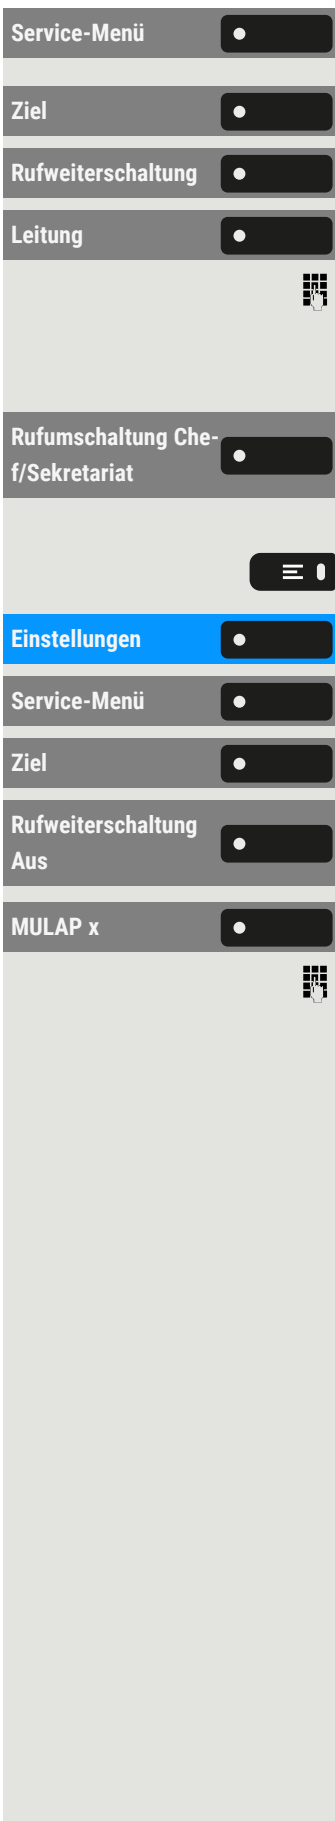 Service-Menü
Ziel
Rufweiterschaltung
Leitung
Rufumschaltung Che-
f/Sekretariat
Einstellungen
Service-Menü
Ziel
Rufweiterschaltung
Aus
MULAP x